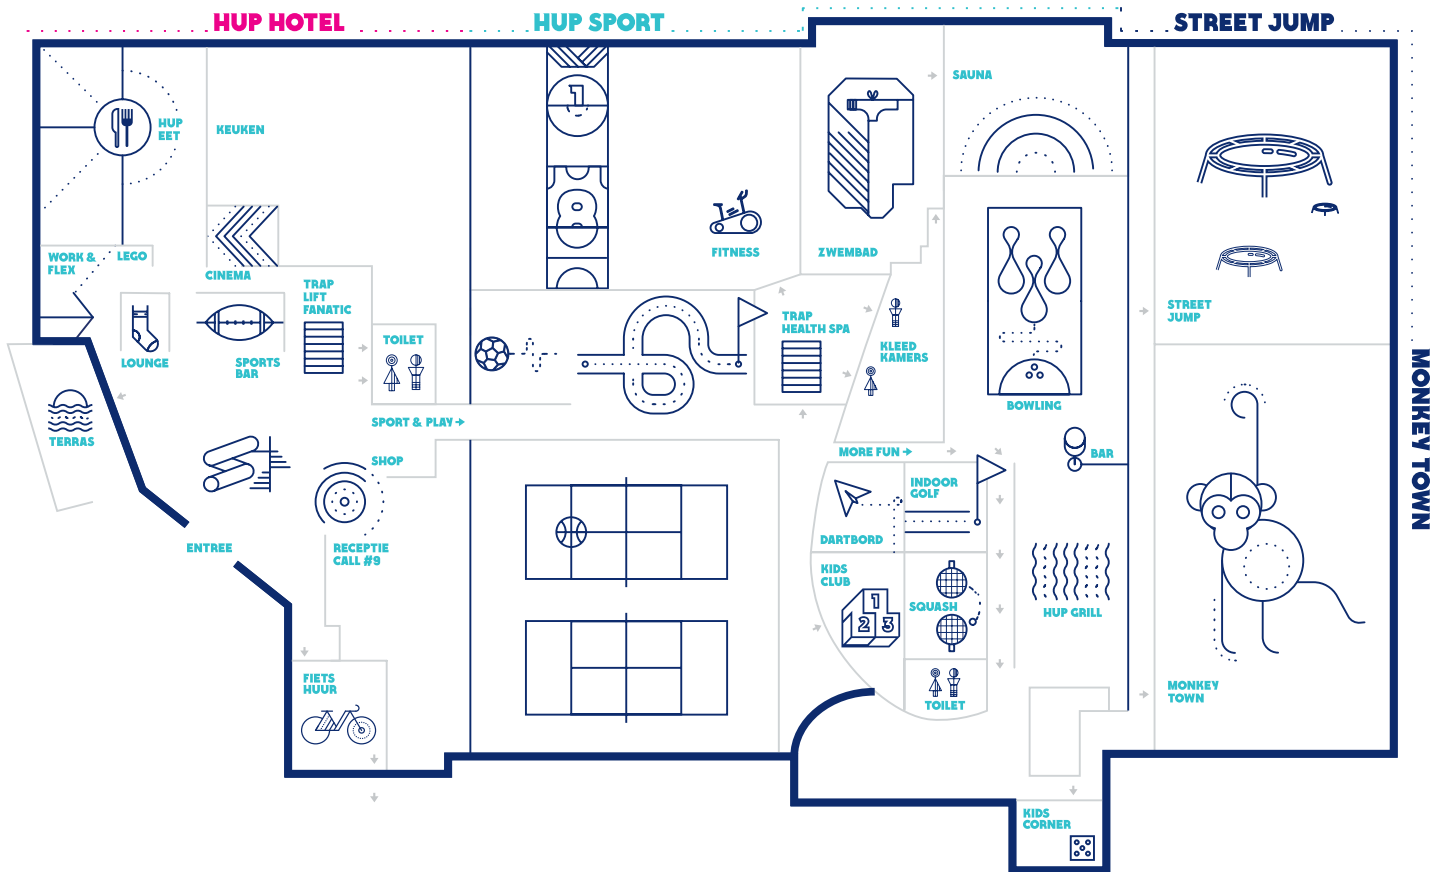 HUP HOTEL
HUP SPORT
STREET JUMP
SAUNA
HUP
EET
KEUKEN
FITNESS
ZWEMBAD
WORK &
FLEX
LEGO
CINEMA
TRAP
LIFT
FANATIC
STREET
JUMP
TRAP
HEALTH SPA
TOILET
KLEED
KAMERS
LOUNGE
SPORTS
BAR
MONKEY TOWN
BOWLING
TERRAS
SPORT & PLAY
MORE FUN
BAR
SHOP
INDOOR
GOLF
DARTBORD
ENTREE
RECEPTIE
CALL #9
KIDS
CLUB
1
2 3
SQUASH
HUP GRILL
FIETS
HUUR
TOILET
MONKEY
TOWN
KIDS
CORNER